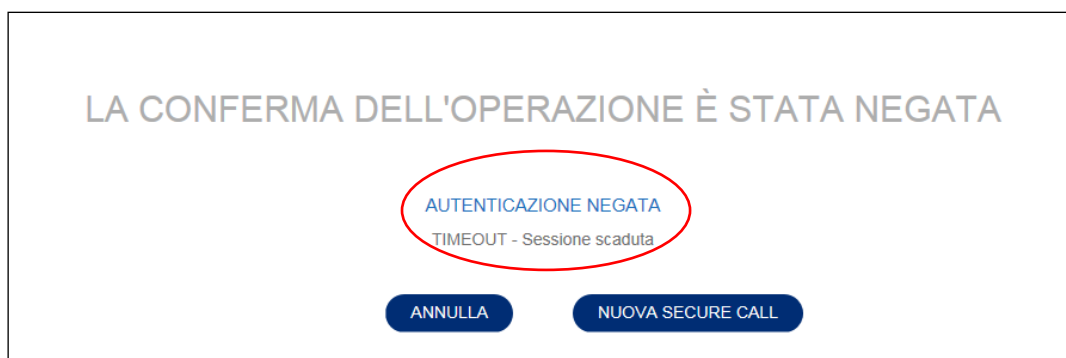 LA CONFERMA DELL'OPERAZIONE È STATA NEGATA
AUTENTICAZIONE NEGATA
TIMEOUT - Sessione scaduta
ANNULLA
NUOVA SECURE CALL